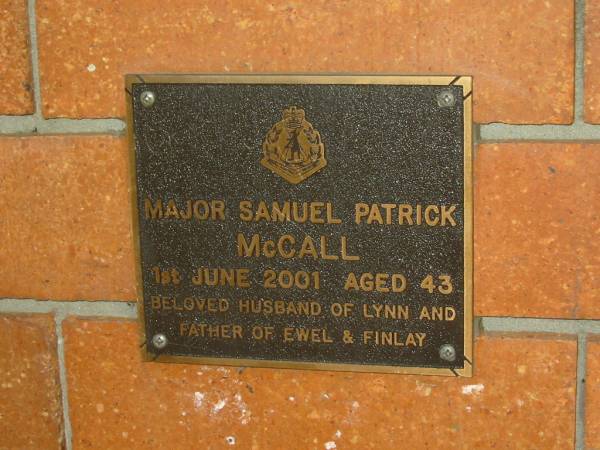 MAJOR SAMUEL PATRICK
McCALL
1st JUNE 2001 AGED 43
BELOVED HUSBAND OF LYNN AND
FATHER OF EWEL & FINLAY